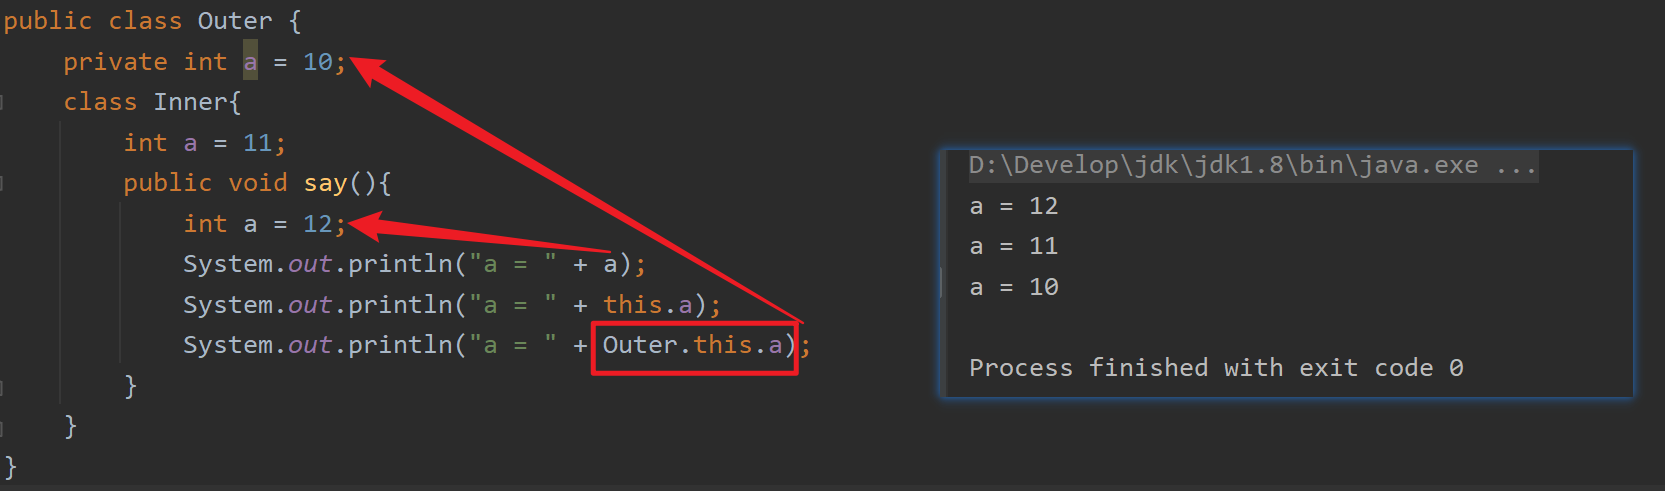 public class Outer {
    private int a = 10;
    class Inner{
        int a = 11;
        public void say(){
            int a = 12;
            System.out.println("a = " + a);
            System.out.println("a = " + this.a);
            System.out.println("a = " + Outer.this.a);
        }
    }
}
D:\Develop\jdk\jdk1.8\bin\java.exe ...
a = 12
a = 11
a = 10
Process finished with exit code 0